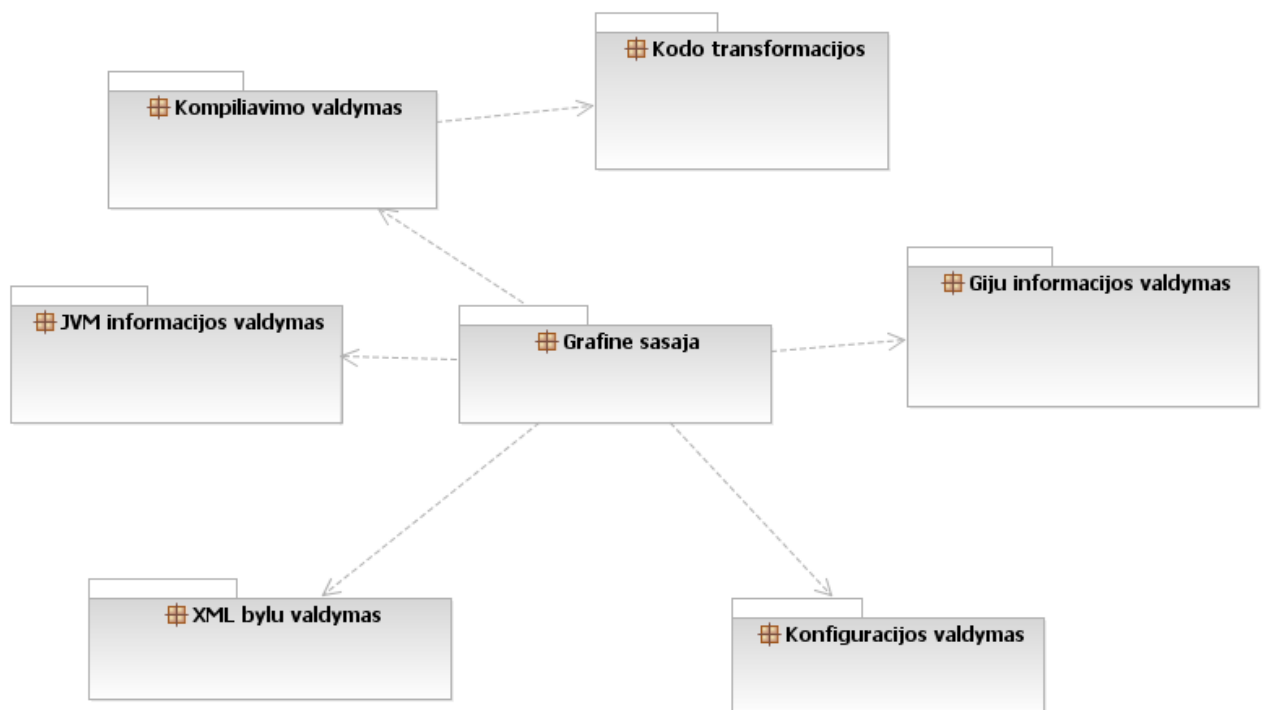 Kodo transformacijos
Kompiliavimo valdymas
Giju informacijos valdymas
JVM informacijos valdymas
Grafine sasaja
XML bylu valdymas
Konfiguracijos valdymas